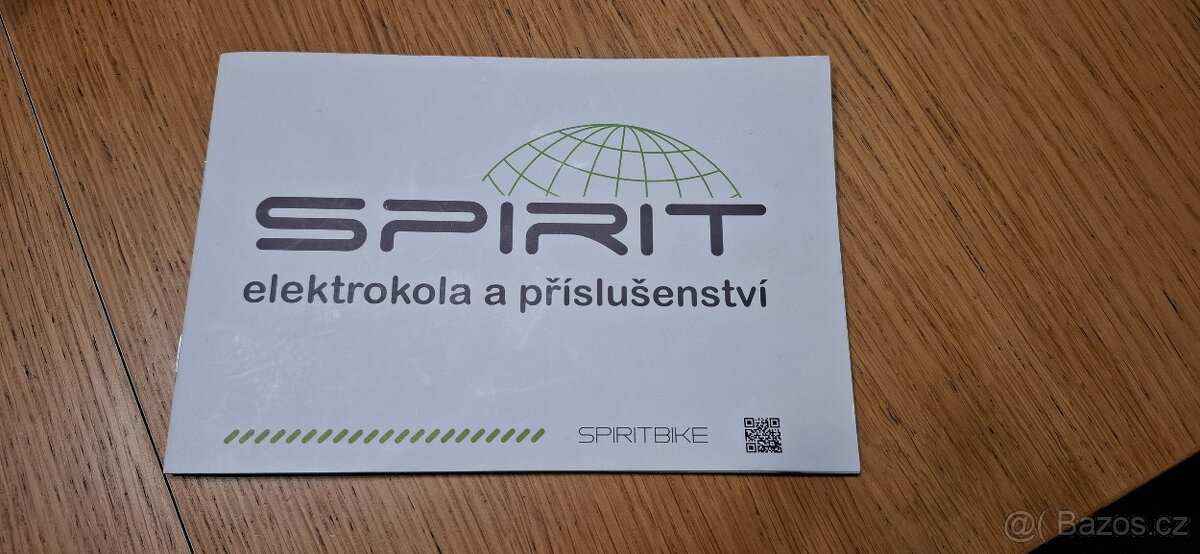 SPIRIT
elektrokola a příslušenství
SPIRITBIKE
@( Bazos.cz